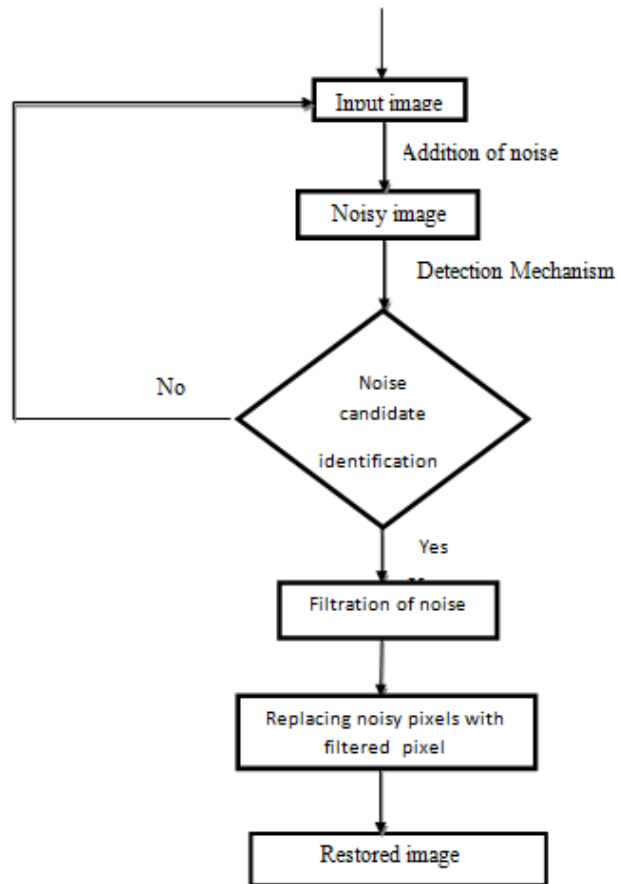 Input image
Addition of noise
Noisy image
Detection Mechanism
No
Noise
candidate
identification
Yes
Filtration of noise
Replacing noisy pixels with
filtered pixel
Restored image